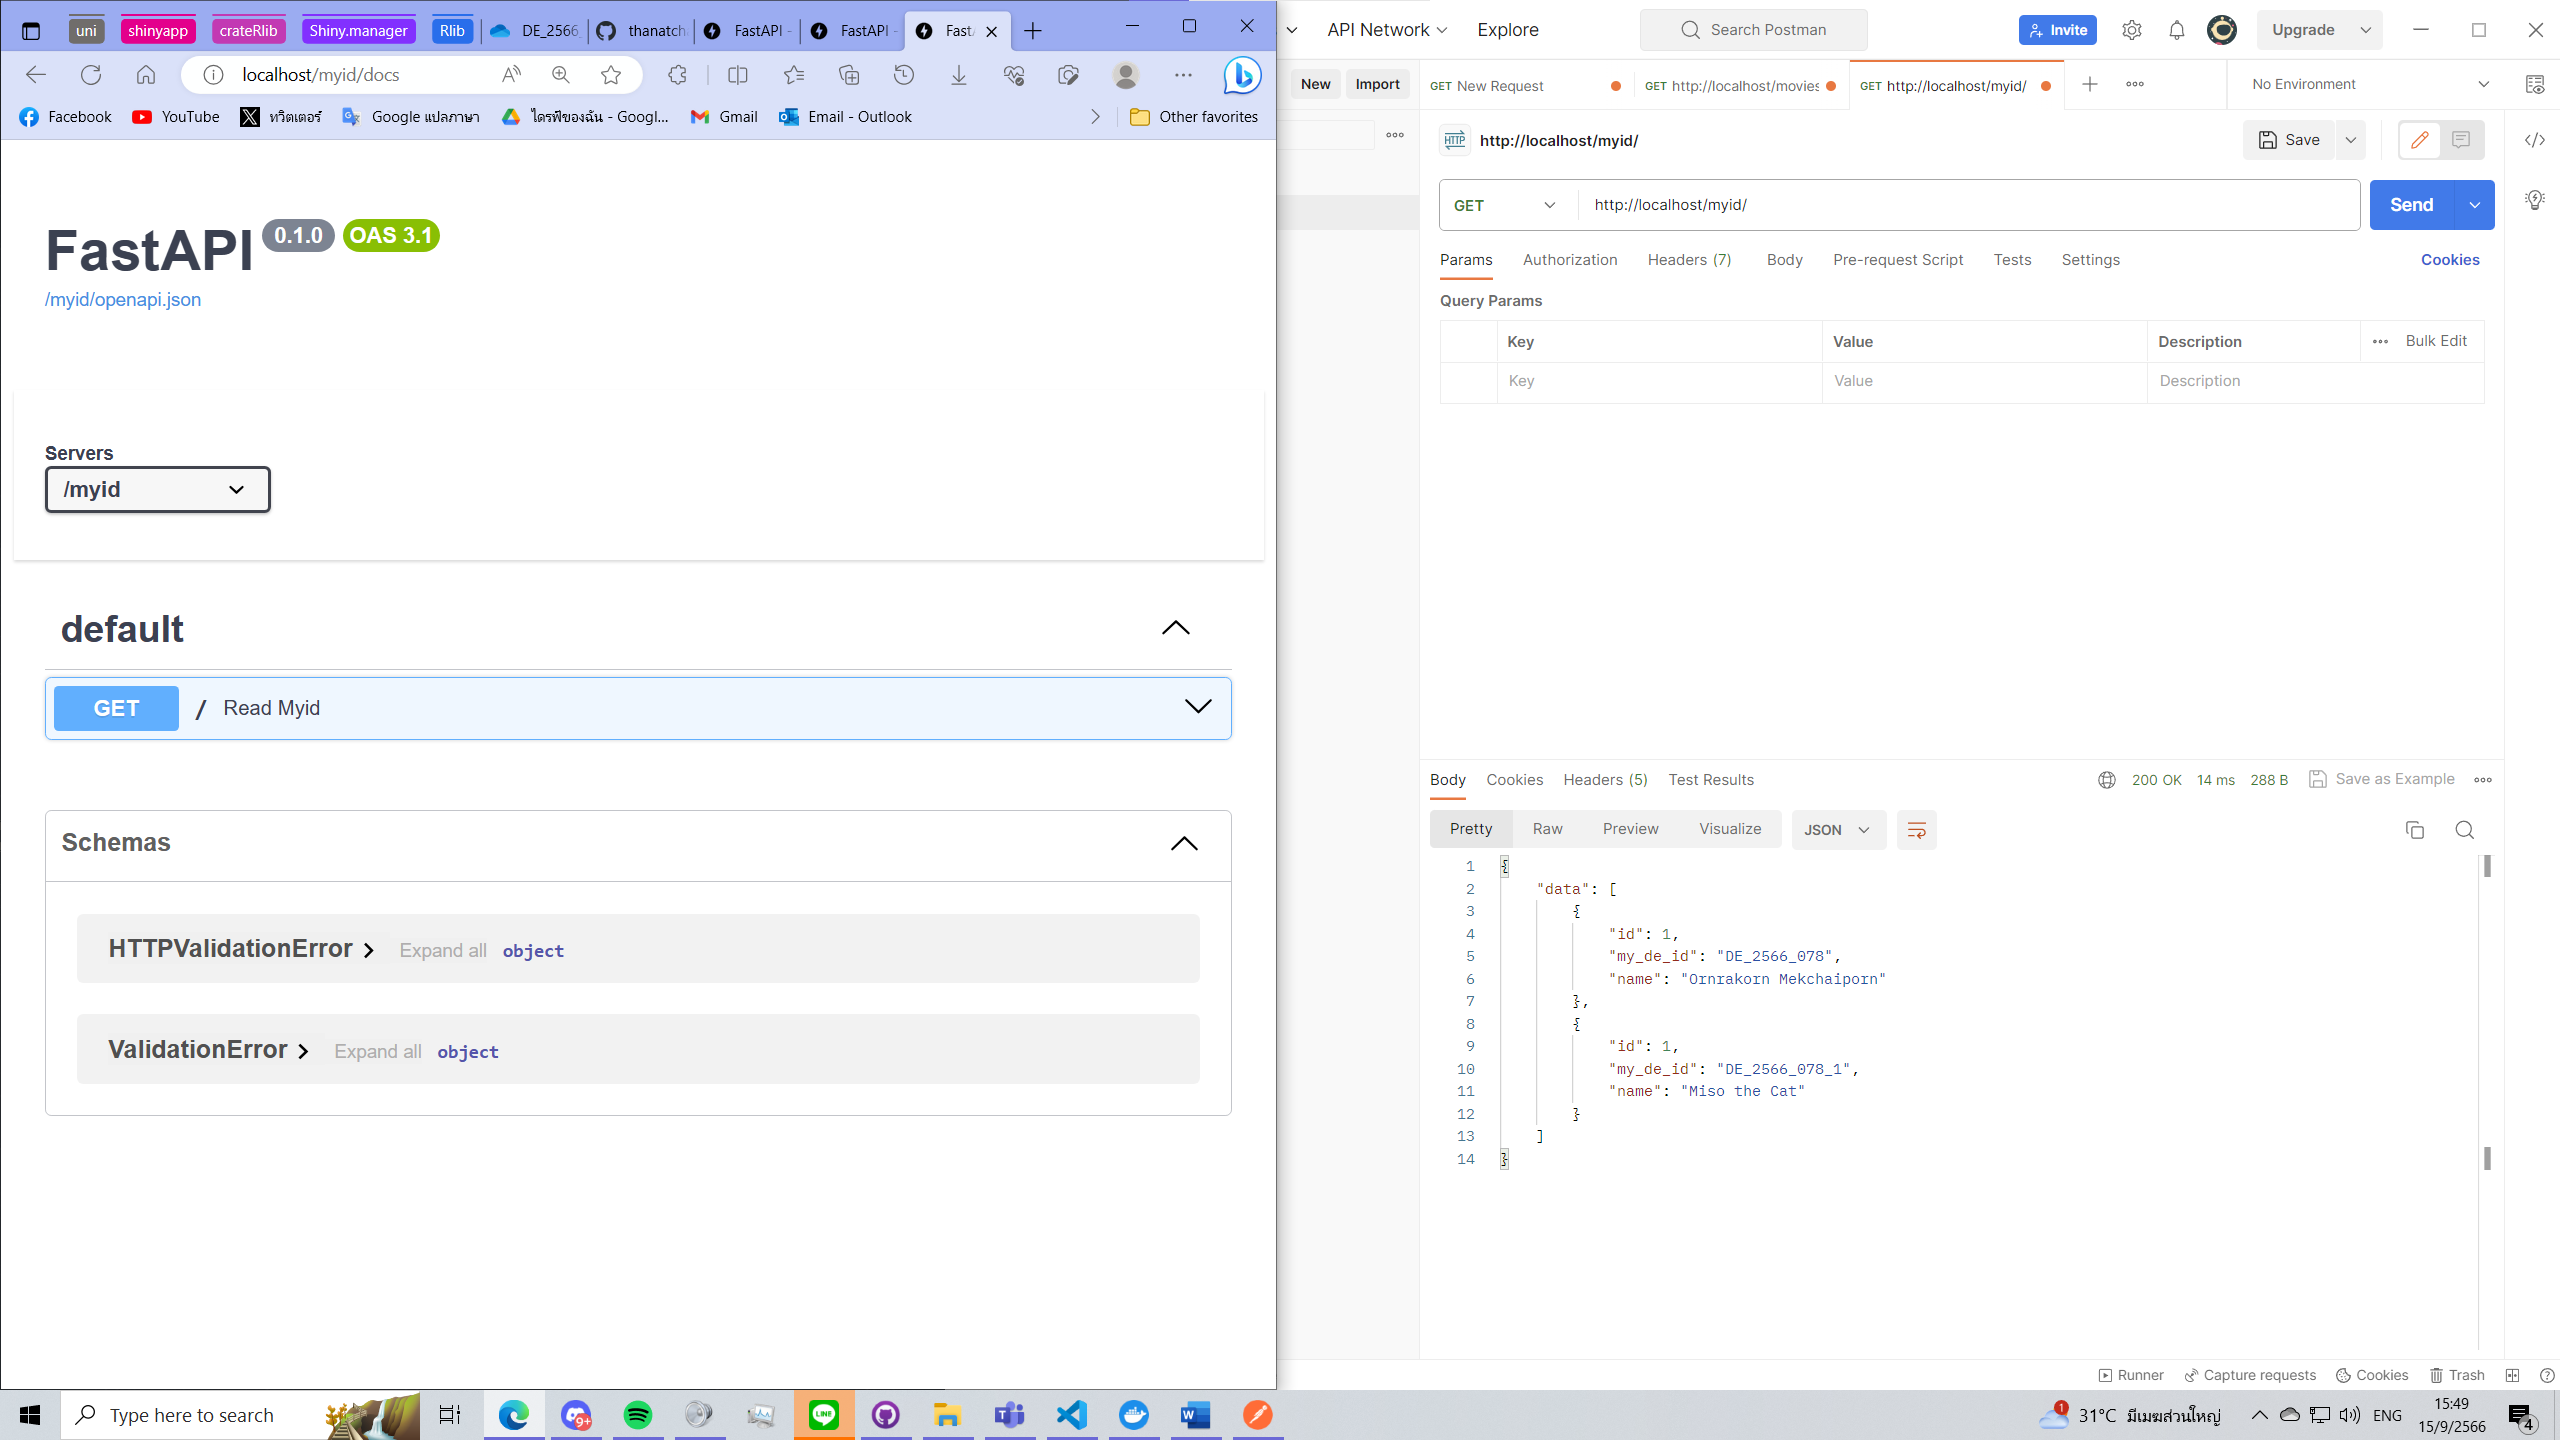 uni
shinyapp
crateRlib
Shiny.manager
Rlib
DE_2566_
thanatch
FastAPI -
FastAPI -
FastA
localhost/myid/docs
Facebook
YouTube
ทวิตเตอร์
Google แปลภาษา
ไดรฟ์ของฉัน - Googl...
Gmail
Email - Outlook
Other favorites
FastAPI 0.1.0 OAS 3.1
/myid/openapi.json
Servers
/myid
default
GET / Read Myid
Schemas
HTTPValidationError Expand all object
ValidationError Expand all object
API Network
Explore
Search Postman
Invite
Upgrade
New
Import
GET New Request
GET http://localhost/movies
GET http://localhost/myid/
No Environment
HTTP http://localhost/myid/
Save
GET
http://localhost/myid/
Send
Params
Authorization
Headers (7)
Body
Pre-request Script
Tests
Settings
Cookies
Query Params
Key
Value
Description
Bulk Edit
Key
Value
Description
Body
Cookies
Headers (5)
Test Results
200 OK
14 ms
288 B
Save as Example
Pretty
Raw
Preview
Visualize
JSON
1 {
2 "data": [
3 {
4 "id": 1,
5 "my_de_id": "DE_2566_078",
6 "name": "Ornrakorn Mekchaiporn"
7 },
8 {
9 "id": 1,
10 "my_de_id": "DE_2566_078_1",
11 "name": "Miso the Cat"
12 }
13 ]
14 }
Runner
Capture requests
Cookies
Trash
Type here to search
9+
LINE
1
31°C มีเมฆส่วนใหญ่
ENG
15:49
15/9/2566
4